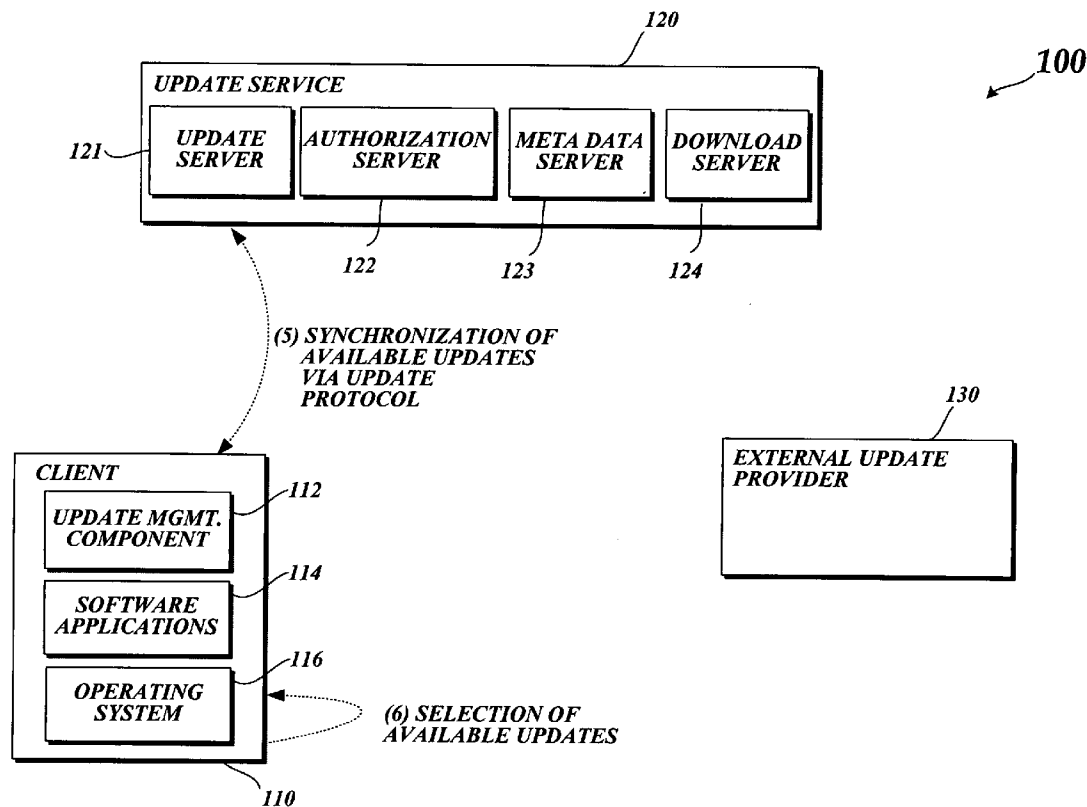 120
100
UPDATE SERVICE
UPDATE
SERVER
AUTHORIZATION
SERVER
META DATA
SERVER
DOWNLOAD
SERVER
121
122
123
124
(5) SYNCHRONIZATION OF
AVAILABLE UPDATES
VIA UPDATE
PROTOCOL
130
EXTERNAL UPDATE
PROVIDER
CLIENT
UPDATE MGMT.
COMPONENT
112
SOFTWARE
APPLICATIONS
114
OPERATING
SYSTEM
116
(6) SELECTION OF
AVAILABLE UPDATES
110